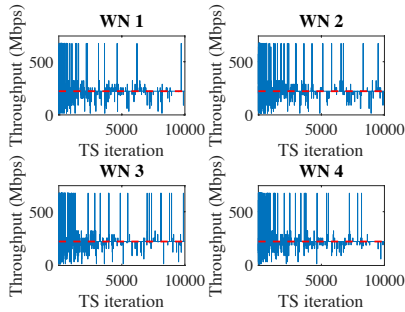 WN 1
Throughput (Mbps)
500
0
5000
10000
TS iteration
WN 2
Throughput (Mbps)
500
0
5000
10000
TS iteration
WN 3
Throughput (Mbps)
500
0
5000
10000
TS iteration
WN 4
Throughput (Mbps)
500
0
5000
10000
TS iteration